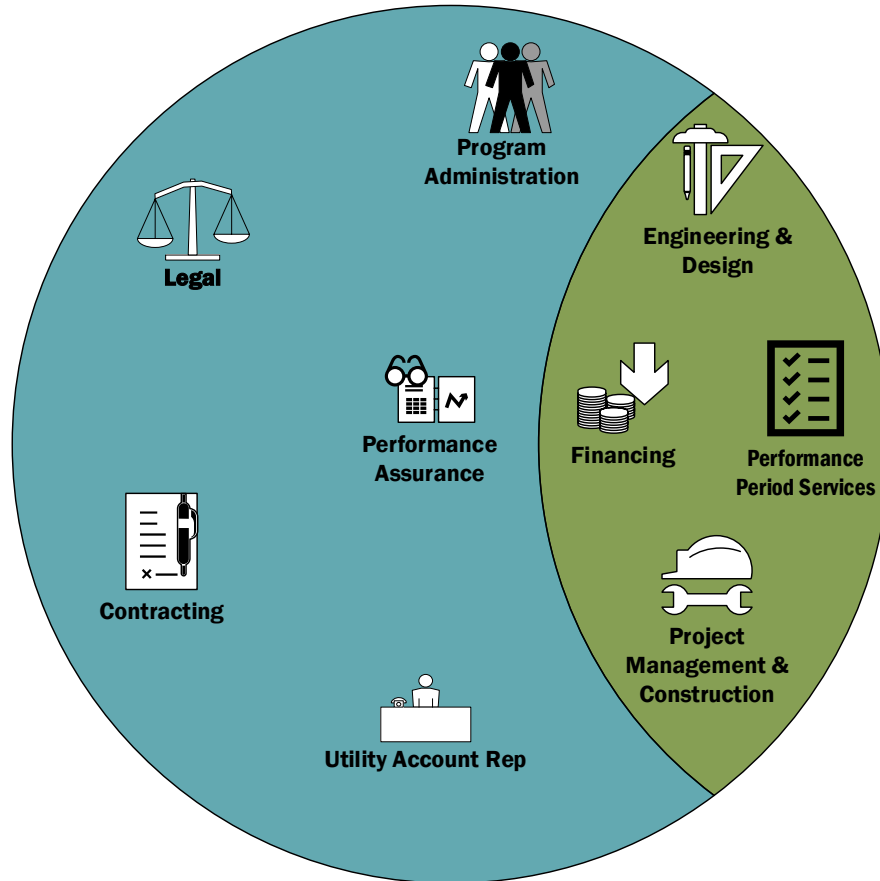 Program
Administration
Legal
Engineering &
Design
Performance
Assurance
Financing
Performance
Period Services
Contracting
Project
Management &
Construction
Utility Account Rep